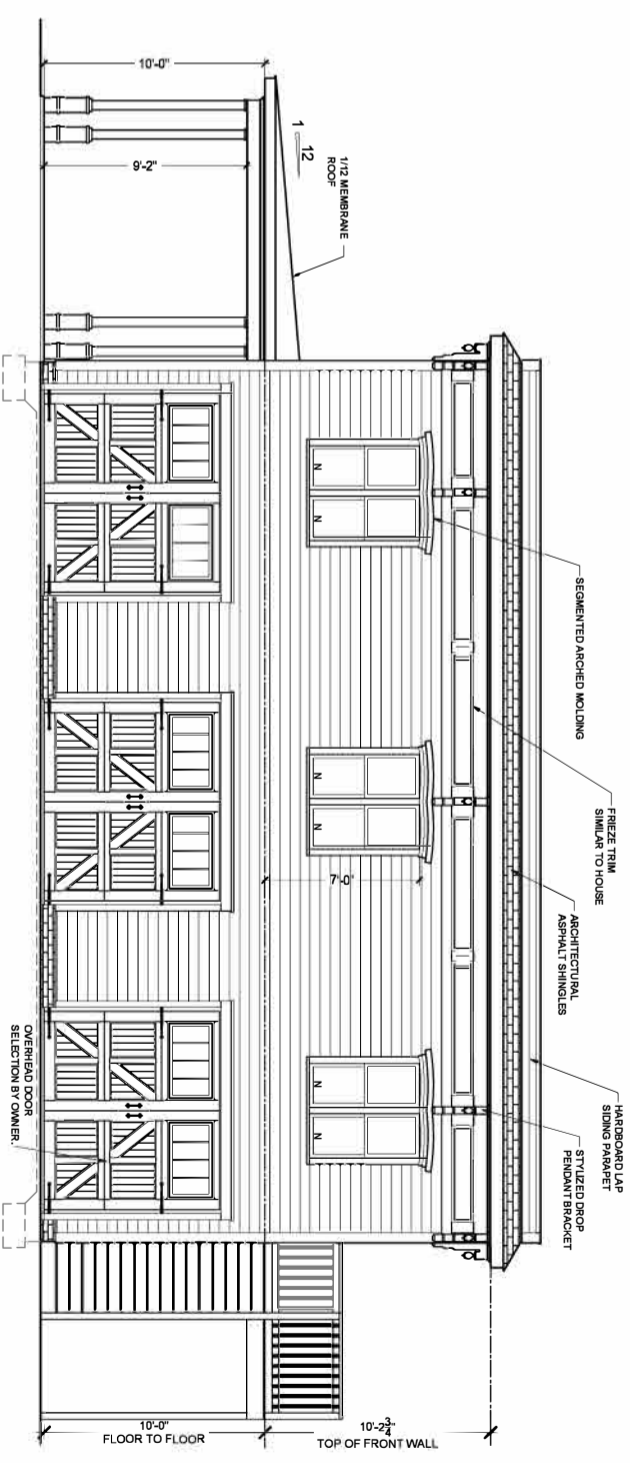 10'-0"
9'-2"
1
12
1/12 MEMBRANE
ROOF
SEGMENTED ARCHED MOLDING
FRIEZE TRIM
SIMILAR TO HOUSE
ARCHITECTURAL
ASPHALT SHINGLES
HARDBOARD LAP
SIDING PARAPET
STYLIZED DROP
PENDANT BRACKET
N
N
N
N
N
N
7'-0"
OVERHEAD DOOR
SELECTION BY OWNER.
10'-0"
FLOOR TO FLOOR
10'-2 3/4"
TOP OF FRONT WALL